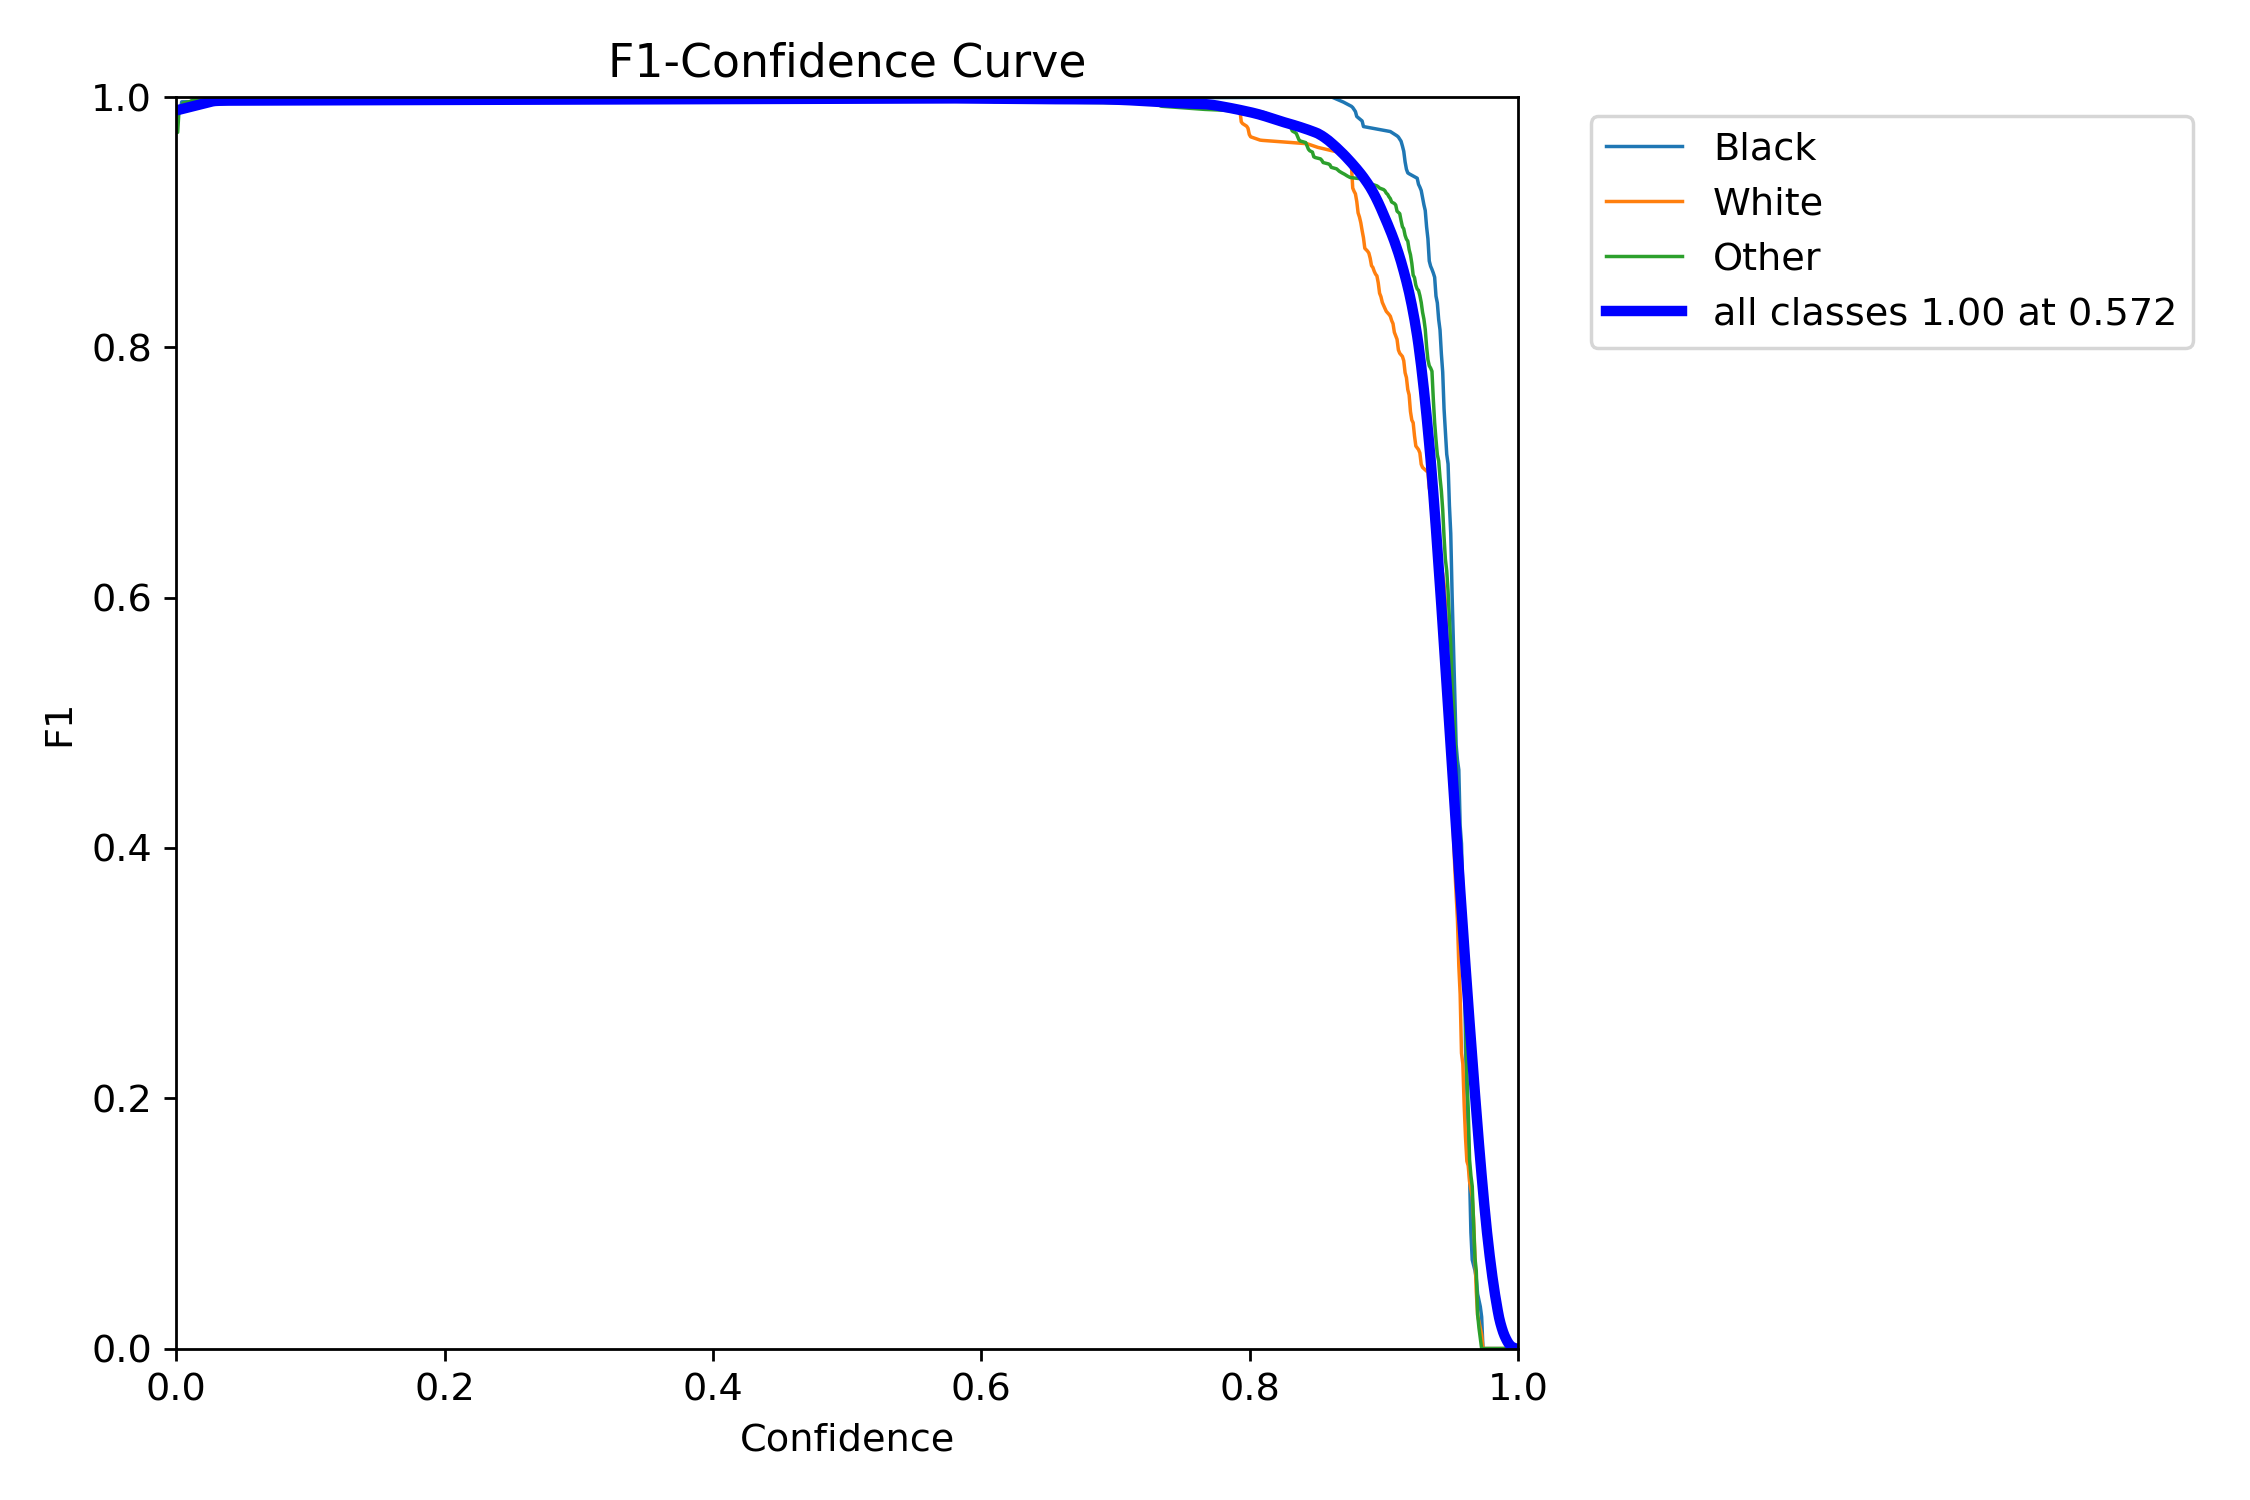 F1-Confidence Curve
1.0
0.8
0.6
0.4
0.2
0.0
F1
0.0 0.2 0.4 0.6 0.8 1.0
Confidence
Black
White
Other
all classes 1.00 at 0.572